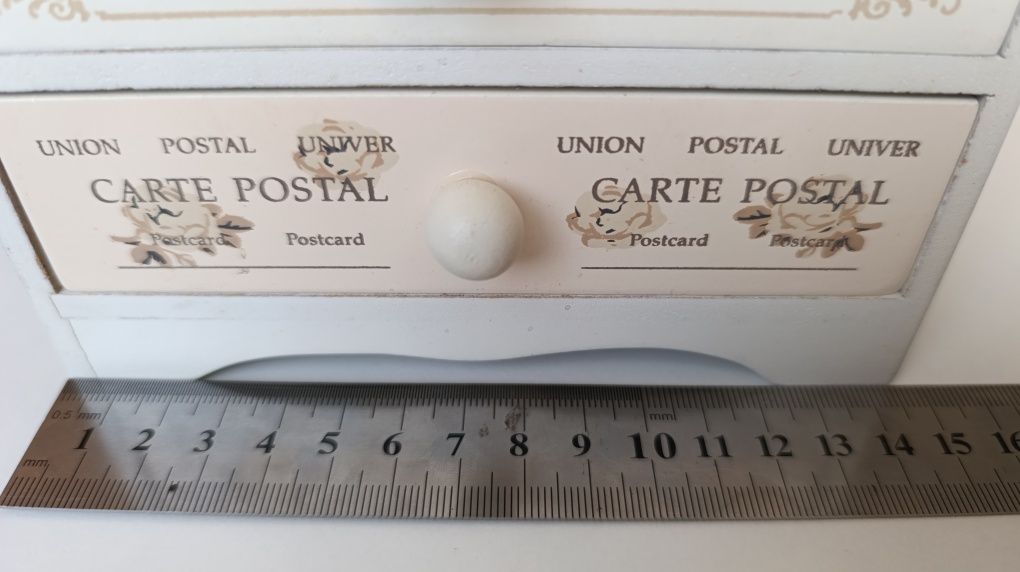 UNION POSTAL UNIVER UNION POSTAL UNIVER
CARTE POSTAL CARTE POSTAL
Postcard Postcard Postcard Postcard
0.5 mm mm
1 2 3 4 5 6 7 8 9 10 11 12 13 14 15 16
mm